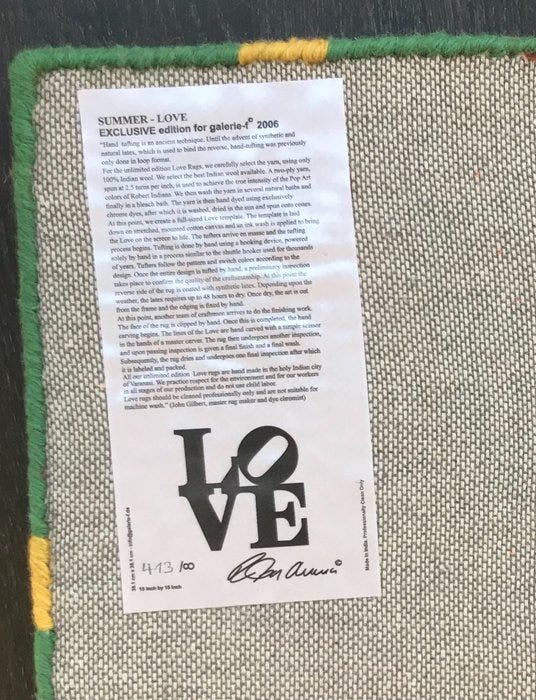 SUMMER - LOVE
EXCLUSIVE edition for galerie-f© 2006
"Hand tufting is an ancient technique. Until the advent of synthetic and
natural latex, which is used to bind the reverse, hand-tufting was previously
only done in loop format.
For the unlimited edition Love Rugs, we carefully select the yarn, using only
100% Indian wool. We select the best Indian wool available. A two-ply yarn,
spun at 2.5 turns per inch, is used to achieve the true intensity of the Pop Art
colors of Robert Indiana. We then wash the yarn in several natural baths and
finally in a bleach bath. The yarn is then hand dyed using exclusively
chrome dyes, after which it is washed, dried in the sun and spun onto cones.
At this point, we create a full-sized Love template. The template is laid
down on stretched, mounted cotton canvas and an ink wash is applied to bring
the Love on the screen to life. The tufters arrive en masse and the tufting
process begins. Tufting is done by hand using a hooking device, powered
solely by hand in a process similar to the shuttle hooker used for thousands
of years. Tufters follow the pattern and switch colors according to the
design. Once the entire design is tufted by hand, a preliminary inspection
takes place to confirm the quality of the craftsmanship. At this point the
reverse side of the rug is coated with synthetic latex. Depending upon the
weather, the latex requires up to 48 hours to dry. Once dry, the art is cut
from the frame and the edging is fixed by hand.
At this point, another team of craftsmen arrives to do the finishing work.
The face of the rug is clipped by hand. Once this is completed, the hand
carving begins. The lines of the Love are hand carved with a simple scissor
in the hands of a master carver. The rug then undergoes another inspection,
and upon passing inspection is given a final finish and a final wash.
Subsequently, the rug dries and undergoes one final inspection after which
it is labeled and packed.
All our unlimited edition Love rugs are hand made in the holy Indian city
of Varanasi. We practice respect for the environment and for our workers
in all stages of our production and do not use child labor.
Love rugs should be cleaned professionally only and are not suitable for
machine wash." (John Gilbert, master rug maker and dye chromist)
LO
VE
38.1 cm x 38.1 cm - info@galerie-f.de
413 /00
15 inch by 15 inch
Made in India, Professionally Clean Only